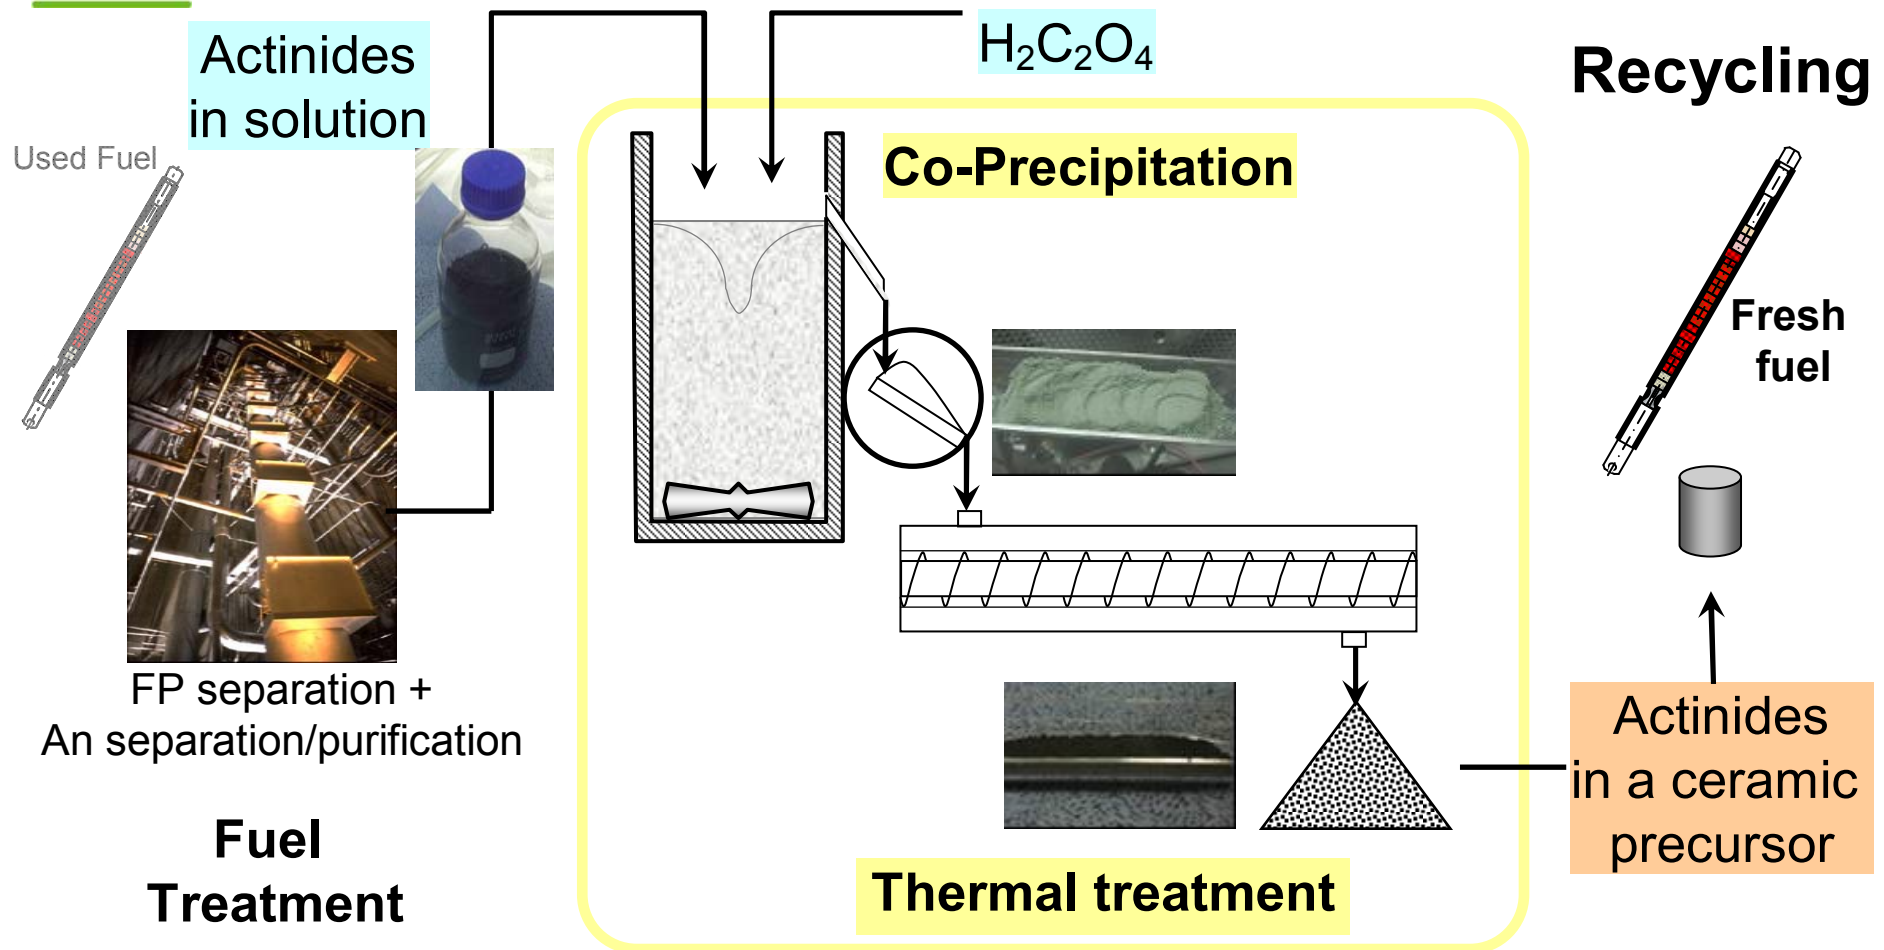 Actinides
in solution
H₂C₂O₄
Recycling
Used Fuel
Co-Precipitation
Fresh
fuel
FP separation +
An separation/purification
Fuel
Treatment
Thermal treatment
Actinides
in a ceramic
precursor